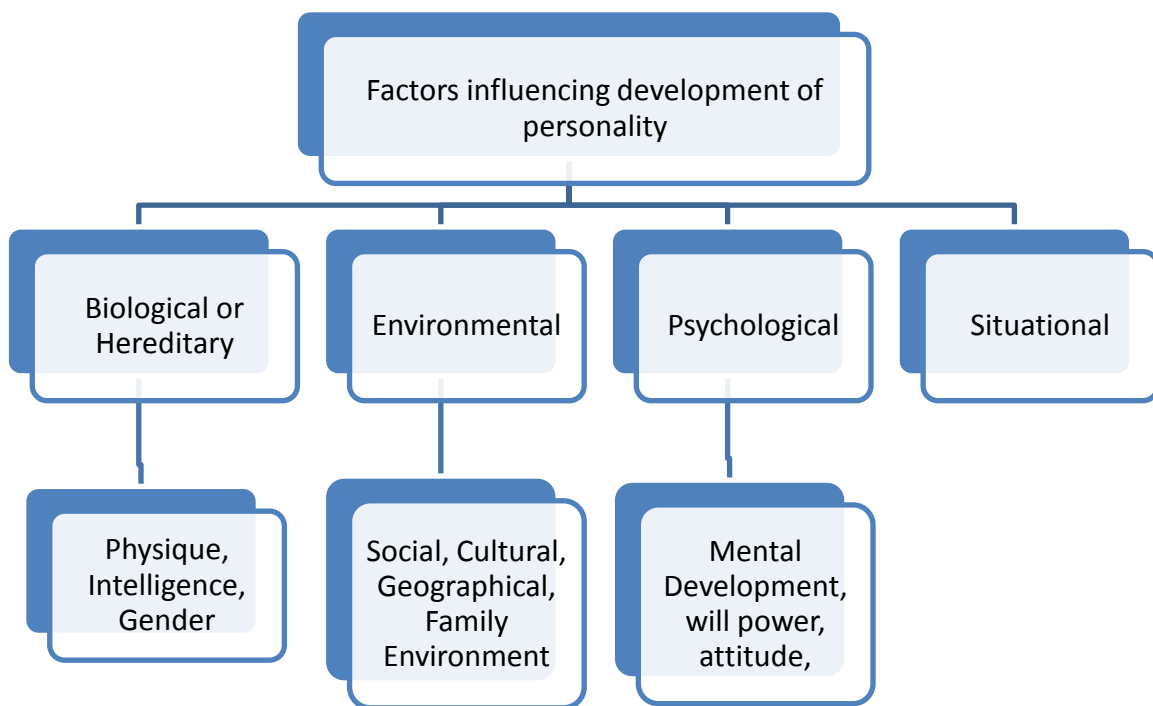 Factors influencing development of
personality
Biological or
Hereditary
Environmental
Psychological
Situational
Physique,
Intelligence,
Gender
Social, Cultural,
Geographical,
Family
Environment
Mental
Development,
will power,
attitude,